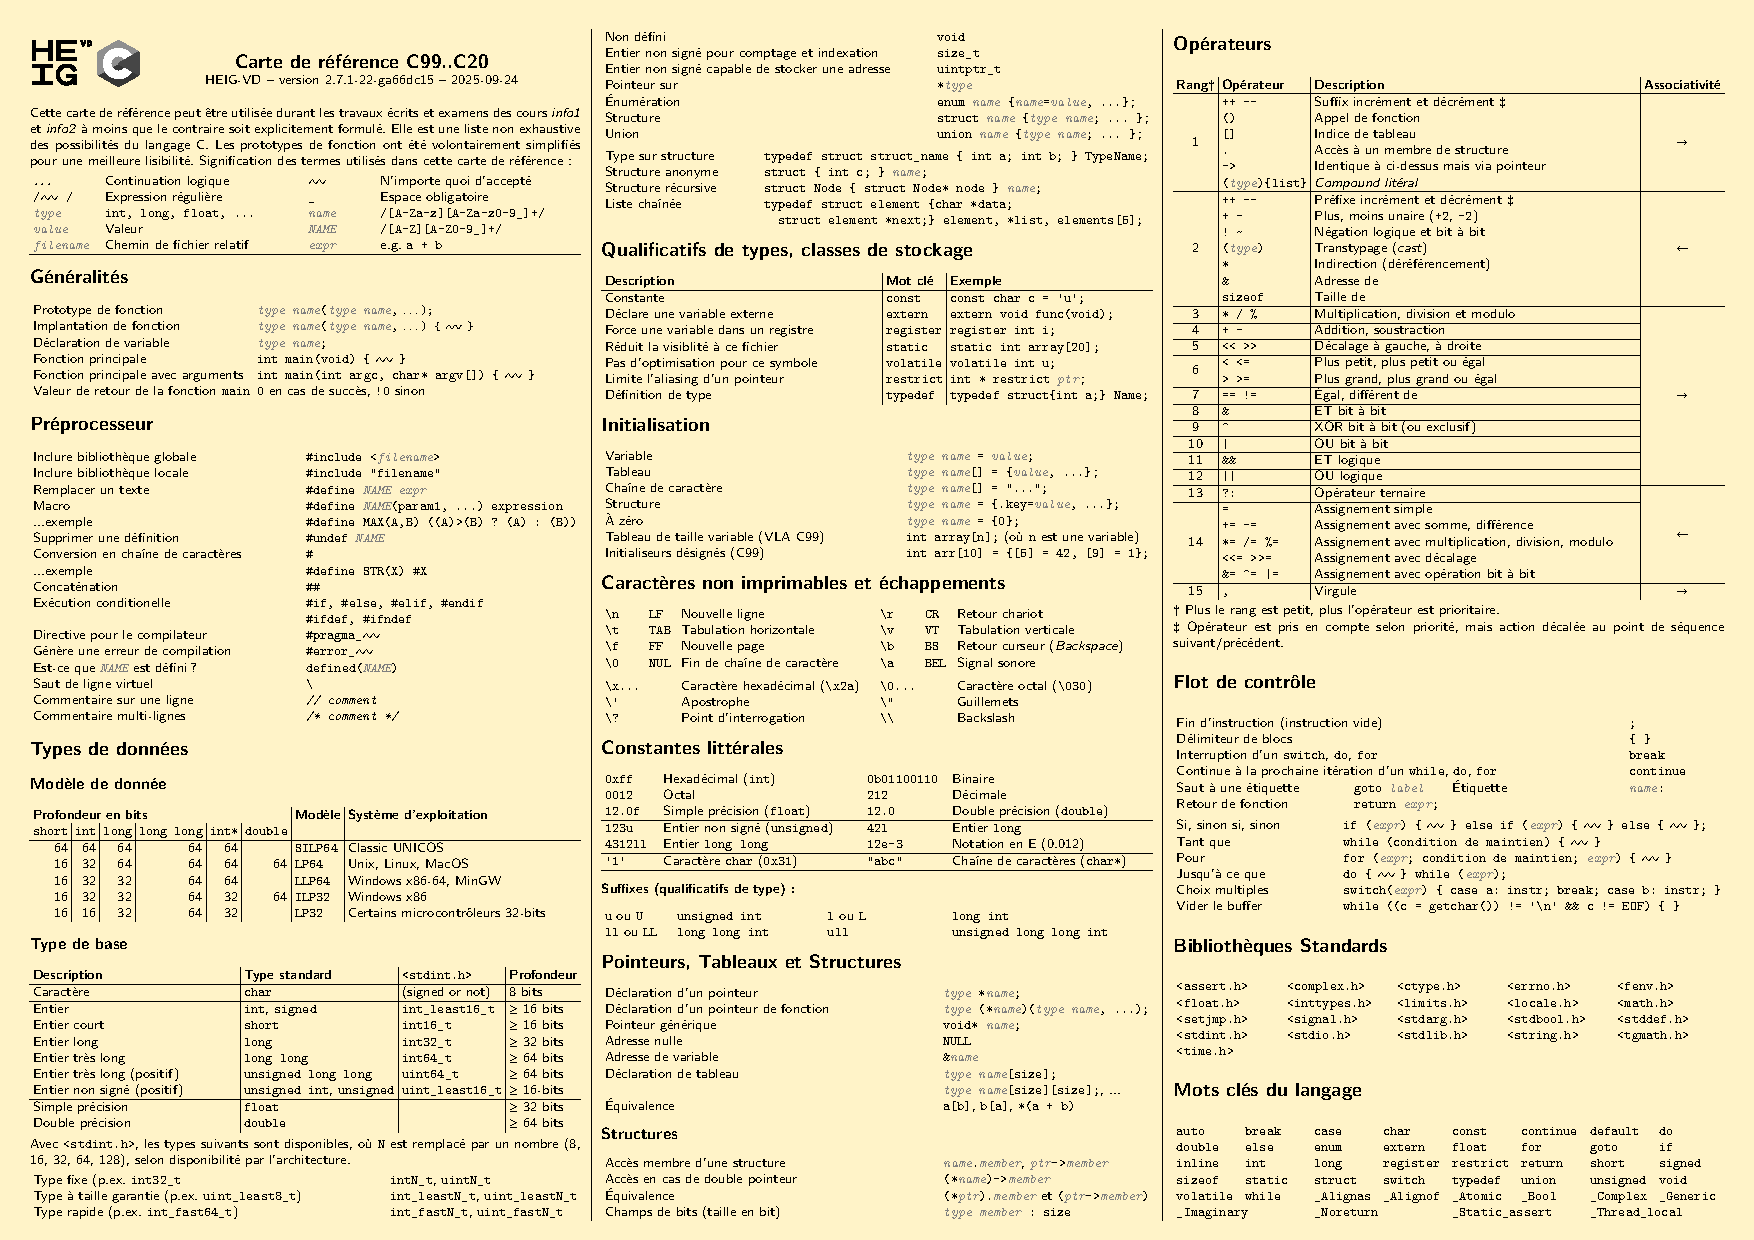 HE VD
IG
C
Carte de référence C99..C20
HEIG-VD – version 2.7.1-22-ga66dc15 – 2025-09-24
Cette carte de référence peut être utilisée durant les travaux écrits et examens des cours info1
et info2 à moins que le contraire soit explicitement formulé. Elle est une liste non exhaustive
des possibilités du langage C. Les prototypes de fonction ont été volontairement simplifiés
pour une meilleure lisibilité. Signification des termes utilisés dans cette carte de référence :
... Continuation logique ∿∿ N'importe quoi d'accepté
/∿∿ / Expression régulière _ Espace obligatoire
type int, long, float, ... name /[A-Za-z][A-Za-z0-9_]+/
value Valeur NAME /[A-Z][A-Z0-9_]+/
filename Chemin de fichier relatif expr e.g. a + b
Généralités
Prototype de fonction type name(type name,...);
Implantation de fonction type name(type name,...) { ∿∿ }
Déclaration de variable type name;
Fonction principale int main(void) { ∿∿ }
Fonction principale avec arguments int main(int argc, char* argv[]) { ∿∿ }
Valeur de retour de la fonction main 0 en cas de succès, !0 sinon
Préprocesseur
Inclure bibliothèque globale #include <filename>
Inclure bibliothèque locale #include "filename"
Remplacer un texte #define NAME expr
Macro #define NAME(param1, ...) expression
...exemple #define MAX(A,B) ((A)>(B) ? (A) : (B))
Supprimer une définition #undef NAME
Conversion en chaîne de caractères #
...exemple #define STR(X) #X
Concaténation ##
Exécution conditionelle #if, #else, #elif, #endif
#ifdef, #ifndef
Directive pour le compilateur #pragma_∿∿
Génère une erreur de compilation #error_∿∿
Est-ce que NAME est défini ? defined(NAME)
Saut de ligne virtuel \
Commentaire sur une ligne // comment
Commentaire multi-lignes /* comment */
Types de données
Modèle de donnée
Profondeur en bits Modèle Système d'exploitation
short int long long long int* double
64 64 64 64 64 SILP64 Classic UNICOS
16 32 64 64 64 64 LP64 Unix, Linux, MacOS
16 32 32 64 64 LLP64 Windows x86-64, MinGW
16 32 32 64 32 64 ILP32 Windows x86
16 16 32 64 32 LP32 Certains microcontrôleurs 32-bits
Type de base
Description Type standard <stdint.h> Profondeur
Caractère char (signed or not) 8 bits
Entier int, signed int_least16_t ≥ 16 bits
Entier court short int16_t ≥ 16 bits
Entier long long int32_t ≥ 32 bits
Entier très long long long int64_t ≥ 64 bits
Entier très long (positif) unsigned long long uint64_t ≥ 64 bits
Entier non signé (positif) unsigned int, unsigned uint_least16_t ≥ 16-bits
Simple précision float ≥ 32 bits
Double précision double ≥ 64 bits
Avec <stdint.h>, les types suivants sont disponibles, où N est remplacé par un nombre (8,
16, 32, 64, 128), selon disponibilité par l'architecture.
Type fixe (p.ex. int32_t intN_t, uintN_t
Type à taille garantie (p.ex. uint_least8_t) int_leastN_t, uint_leastN_t
Type rapide (p.ex. int_fast64_t) int_fastN_t, uint_fastN_t
Non défini void
Entier non signé pour comptage et indexation size_t
Entier non signé capable de stocker une adresse uintptr_t
Pointeur sur *type
Énumération enum name {name=value, ...};
Structure struct name {type name; ... };
Union union name {type name; ... };
Type sur structure typedef struct struct_name { int a; int b; } TypeName;
Structure anonyme struct { int c; } name;
Structure récursive struct Node { struct Node* node } name;
Liste chaînée typedef struct element {char *data;
struct element *next;} element, *list, elements[5];
Qualificatifs de types, classes de stockage
Description Mot clé Exemple
Constante const const char c = 'u';
Déclare une variable externe extern extern void func(void);
Force une variable dans un registre register register int i;
Réduit la visiblité à ce fichier static static int array[20];
Pas d'optimisation pour ce symbole volatile volatile int u;
Limite l'aliasing d'un pointeur restrict int * restrict ptr;
Définition de type typedef typedef struct{int a;} Name;
Initialisation
Variable type name = value;
Tableau type name[] = {value, ...};
Chaîne de caractère type name[] = "...";
Structure type name = {.key=value, ...};
À zéro type name = {0};
Tableau de taille variable (VLA C99) int array[n]; (où n est une variable)
Initialiseurs désignés (C99) int arr[10] = {[5] = 42, [9] = 1};
Caractères non imprimables et échappements
\n LF Nouvelle ligne \r CR Retour chariot
\t TAB Tabulation horizontale \v VT Tabulation verticale
\f FF Nouvelle page \b BS Retour curseur (Backspace)
\0 NUL Fin de chaîne de caractère \a BEL Signal sonore
\x... Caractère hexadécimal (\x2a) \0... Caractère octal (\030)
\' Apostrophe \" Guillemets
\? Point d'interrogation \\ Backslash
Constantes littérales
0xff Hexadécimal (int) 0b01100110 Binaire
0012 Octal 212 Décimale
12.0f Simple précision (float) 12.0 Double précision (double)
123u Entier non signé (unsigned) 42l Entier long
4312ll Entier long long 12e-3 Notation en E (0.012)
'1' Caractère char (0x31) "abc" Chaîne de caractères (char*)
Suffixes (qualificatifs de type) :
u ou U unsigned int l ou L long int
ll ou LL long long int ull unsigned long long int
Pointeurs, Tableaux et Structures
Déclaration d'un pointeur type *name;
Déclaration d'un pointeur de fonction type (*name)(type name, ...);
Pointeur générique void* name;
Adresse nulle NULL
Adresse de variable &name
Déclaration de tableau type name[size];
type name[size][size];, ...
Équivalence a[b], b[a], *(a + b)
Structures
Accès membre d'une structure name.member, ptr->member
Accès en cas de double pointeur (*name)->member
Équivalence (*ptr).member et (ptr->member)
Champs de bits (taille en bit) type member : size
Opérateurs
Rang† Opérateur Description Associativité
++ -- Suffix incrément et décrément ‡
() Appel de fonction
[] Indice de tableau
1 . Accès à un membre de structure →
-> Identique à ci-dessus mais via pointeur
(type){list} Compound litéral
++ -- Préfixe incrément et décrément ‡
+ - Plus, moins unaire (+2, -2)
! ~ Négation logique et bit à bit
2 (type) Transtypage (cast) ←
* Indirection (déréférencement)
& Adresse de
sizeof Taille de
3 * / % Multiplication, division et modulo
4 + - Addition, soustraction
5 << >> Décalage à gauche, à droite
6 < <= Plus petit, plus petit ou égal
> >= Plus grand, plus grand ou égal
7 == != Égal, différent de →
8 & ET bit à bit
9 ^ XOR bit à bit (ou exclusif)
10 | OU bit à bit
11 && ET logique
12 || OU logique
13 ?: Opérateur ternaire
= Assignement simple
+= -= Assignement avec somme, différence
14 *= /= %= Assignement avec multiplication, division, modulo ←
<<= >>= Assignement avec décalage
&= ^= |= Assignement avec opération bit à bit
15 , Virgule →
† Plus le rang est petit, plus l'opérateur est prioritaire.
‡ Opérateur est pris en compte selon priorité, mais action décalée au point de séquence
suivant/précédent.
Flot de contrôle
Fin d'instruction (instruction vide) ;
Délimiteur de blocs { }
Interruption d'un switch, do, for break
Continue à la prochaine itération d'un while, do, for continue
Saut à une étiquette goto label Étiquette name:
Retour de fonction return expr;
Si, sinon si, sinon if (expr) { ∿∿ } else if (expr) { ∿∿ } else { ∿∿ };
Tant que while (condition de maintien) { ∿∿ }
Pour for (expr; condition de maintien; expr) { ∿∿ }
Jusqu'à ce que do { ∿∿ } while (expr);
Choix multiples switch(expr) { case a: instr; break; case b: instr; }
Vider le buffer while ((c = getchar()) != '\n' && c != EOF) { }
Bibliothèques Standards
<assert.h> <complex.h> <ctype.h> <errno.h> <fenv.h>
<float.h> <inttypes.h> <limits.h> <locale.h> <math.h>
<setjmp.h> <signal.h> <stdarg.h> <stdbool.h> <stddef.h>
<stdint.h> <stdio.h> <stdlib.h> <string.h> <tgmath.h>
<time.h>
Mots clés du langage
auto break case char const continue default do
double else enum extern float for goto if
inline int long register restrict return short signed
sizeof static struct switch typedef union unsigned void
volatile while _Alignas _Alignof _Atomic _Bool _Complex _Generic
_Imaginary _Noreturn _Static_assert _Thread_local